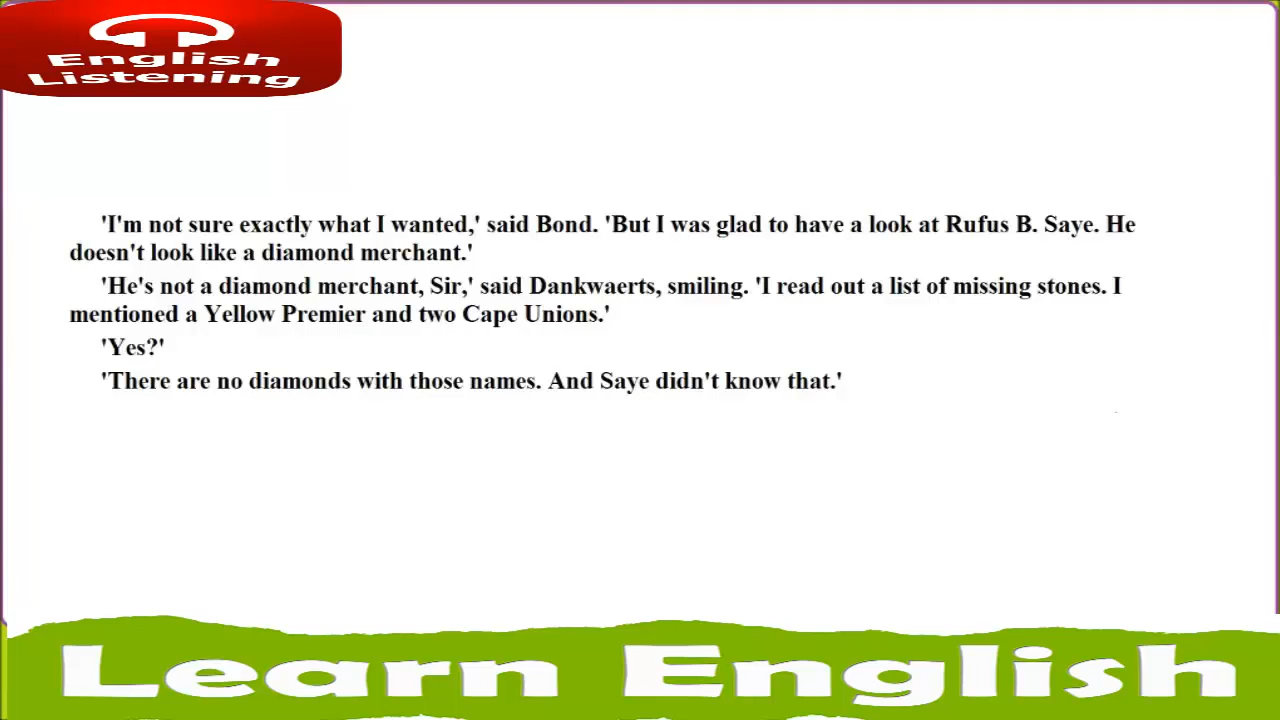 English
Listening
'I'm not sure exactly what I wanted,' said Bond. 'But I was glad to have a look at Rufus B. Saye. He
doesn't look like a diamond merchant.'
'He's not a diamond merchant, Sir,' said Dankwaerts, smiling. 'I read out a list of missing stones. I
mentioned a Yellow Premier and two Cape Unions.'
'Yes?'
'There are no diamonds with those names. And Saye didn't know that.'
Learn English